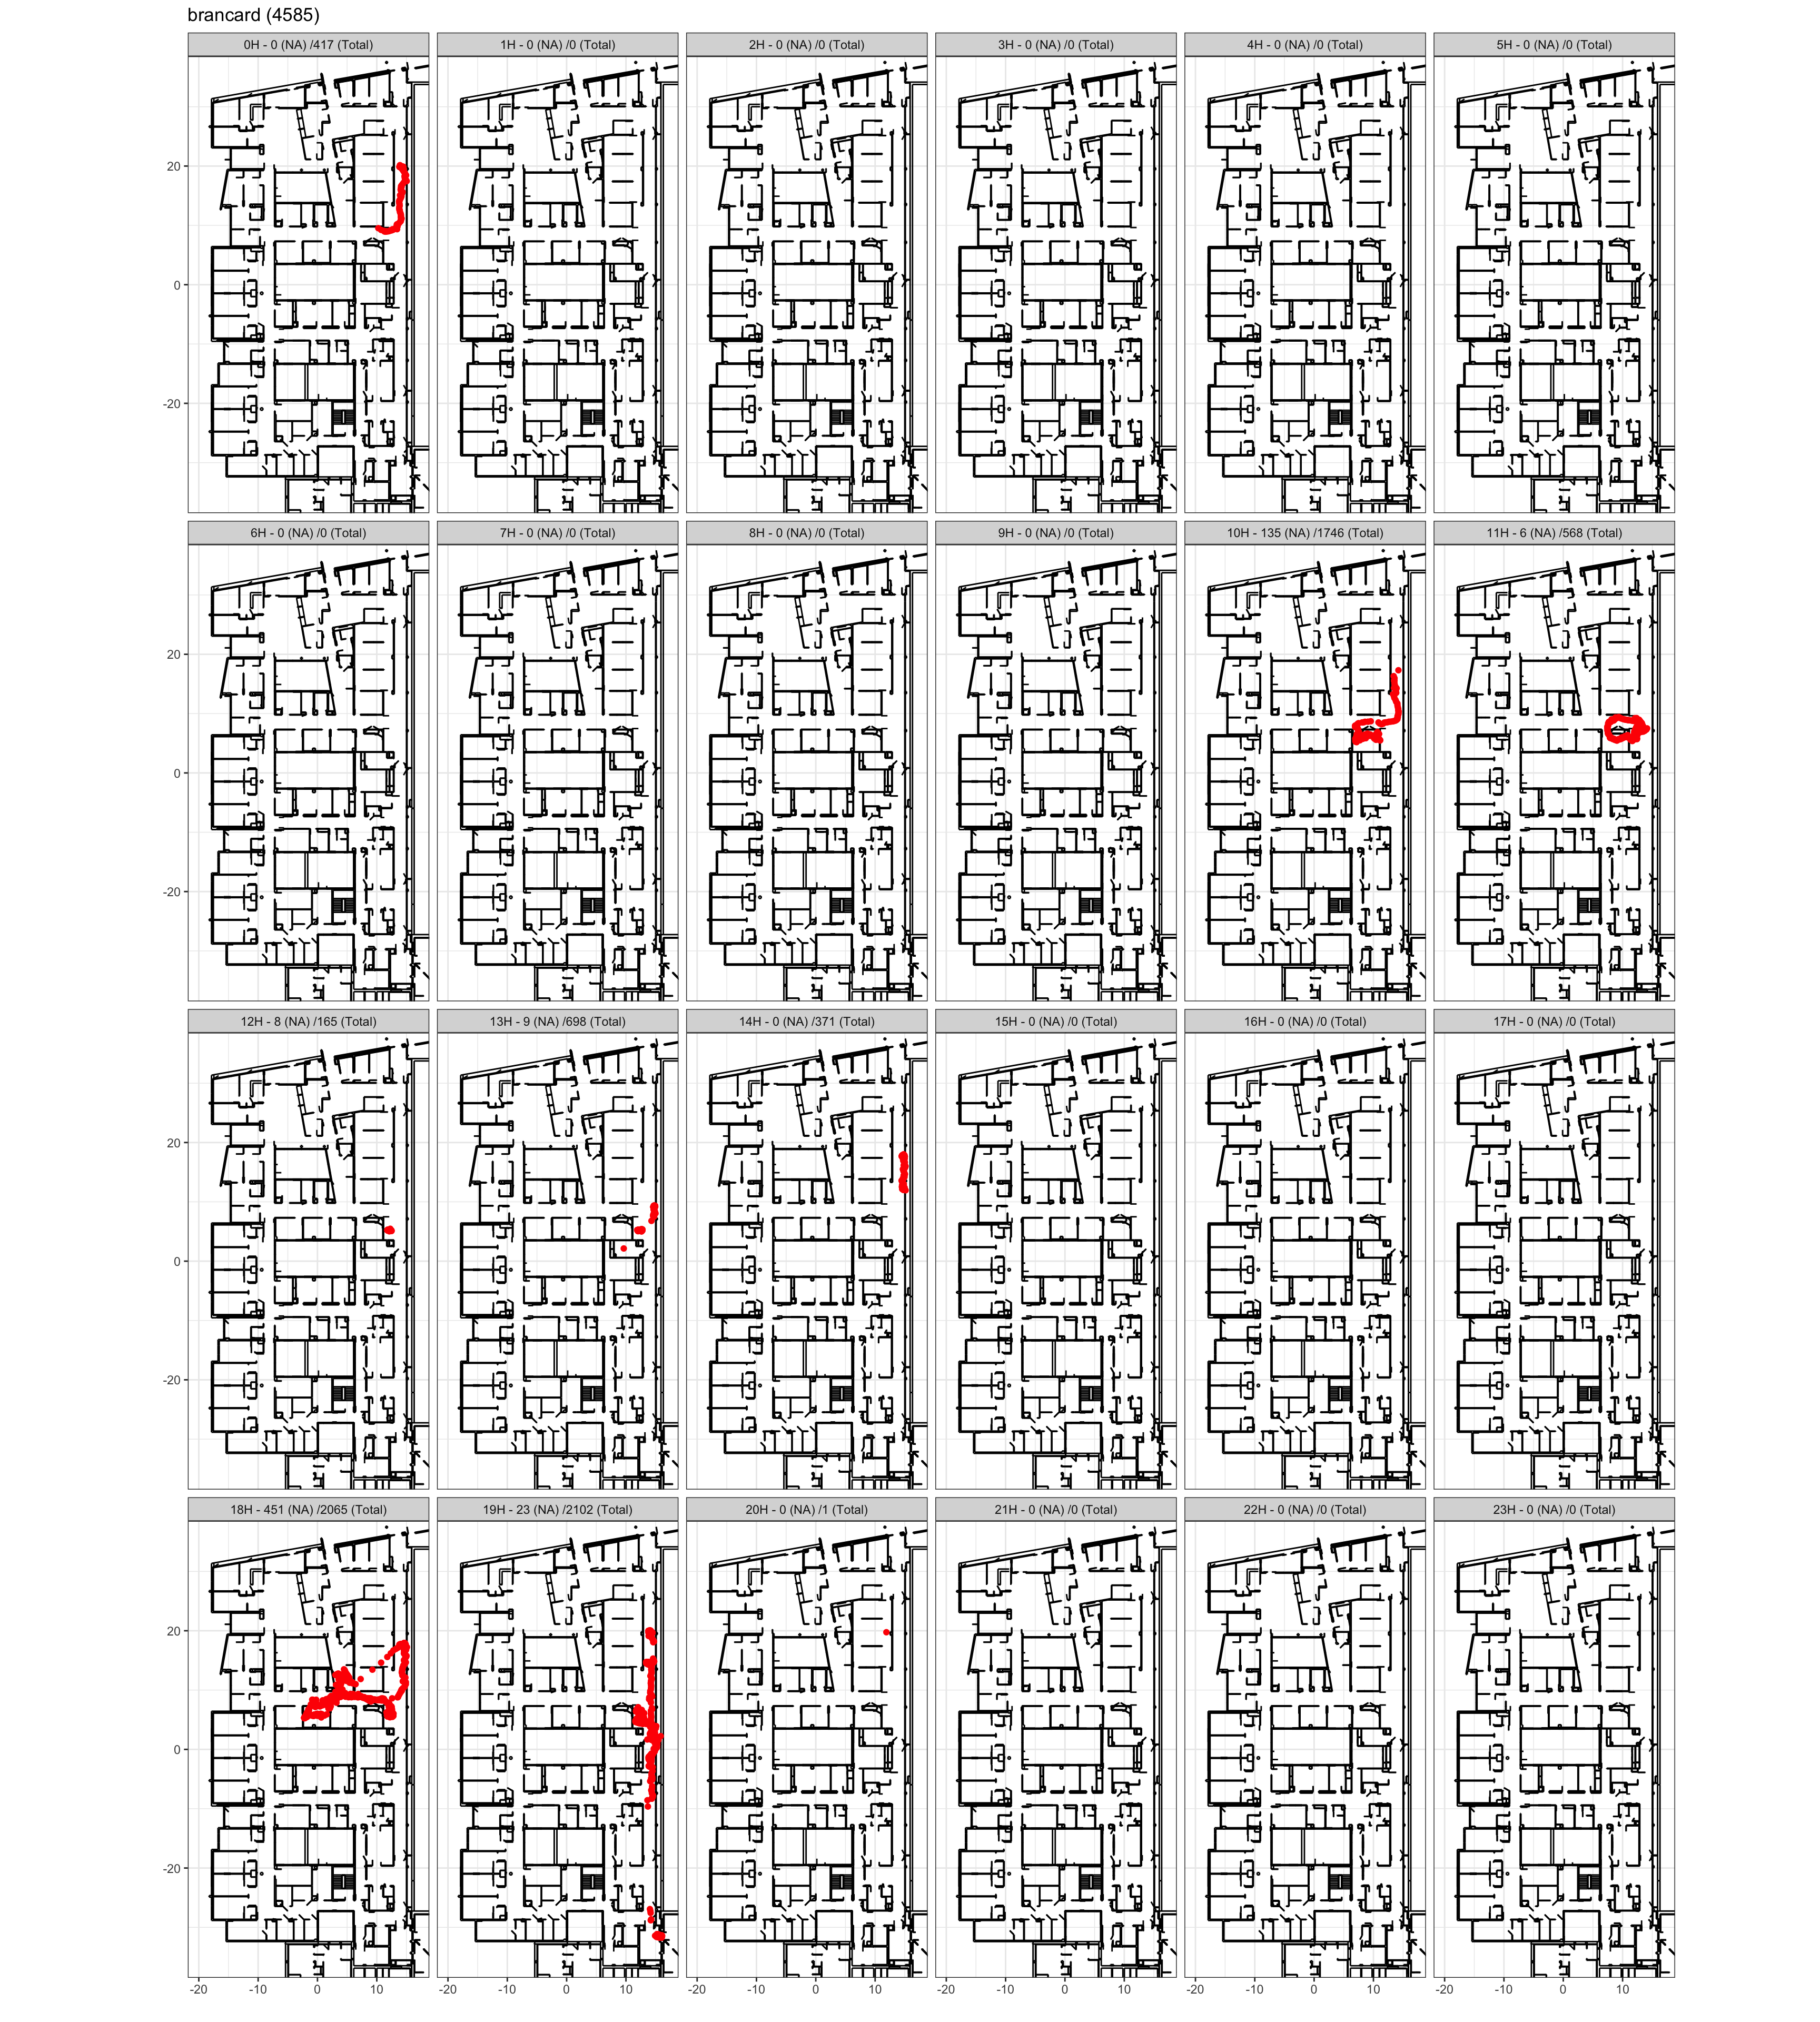 brancard (4585)
0H - 0 (NA) /417 (Total) 1H - 0 (NA) /0 (Total) 2H - 0 (NA) /0 (Total) 3H - 0 (NA) /0 (Total) 4H - 0 (NA) /0 (Total) 5H - 0 (NA) /0 (Total)
20
0
-20
6H - 0 (NA) /0 (Total) 7H - 0 (NA) /0 (Total) 8H - 0 (NA) /0 (Total) 9H - 0 (NA) /0 (Total) 10H - 135 (NA) /1746 (Total) 11H - 6 (NA) /568 (Total)
20
0
-20
12H - 8 (NA) /165 (Total) 13H - 9 (NA) /698 (Total) 14H - 0 (NA) /371 (Total) 15H - 0 (NA) /0 (Total) 16H - 0 (NA) /0 (Total) 17H - 0 (NA) /0 (Total)
20
0
-20
18H - 451 (NA) /2065 (Total) 19H - 23 (NA) /2102 (Total) 20H - 0 (NA) /1 (Total) 21H - 0 (NA) /0 (Total) 22H - 0 (NA) /0 (Total) 23H - 0 (NA) /0 (Total)
20
0
-20
-20 -10 0 10 -20 -10 0 10 -20 -10 0 10 -20 -10 0 10 -20 -10 0 10 -20 -10 0 10